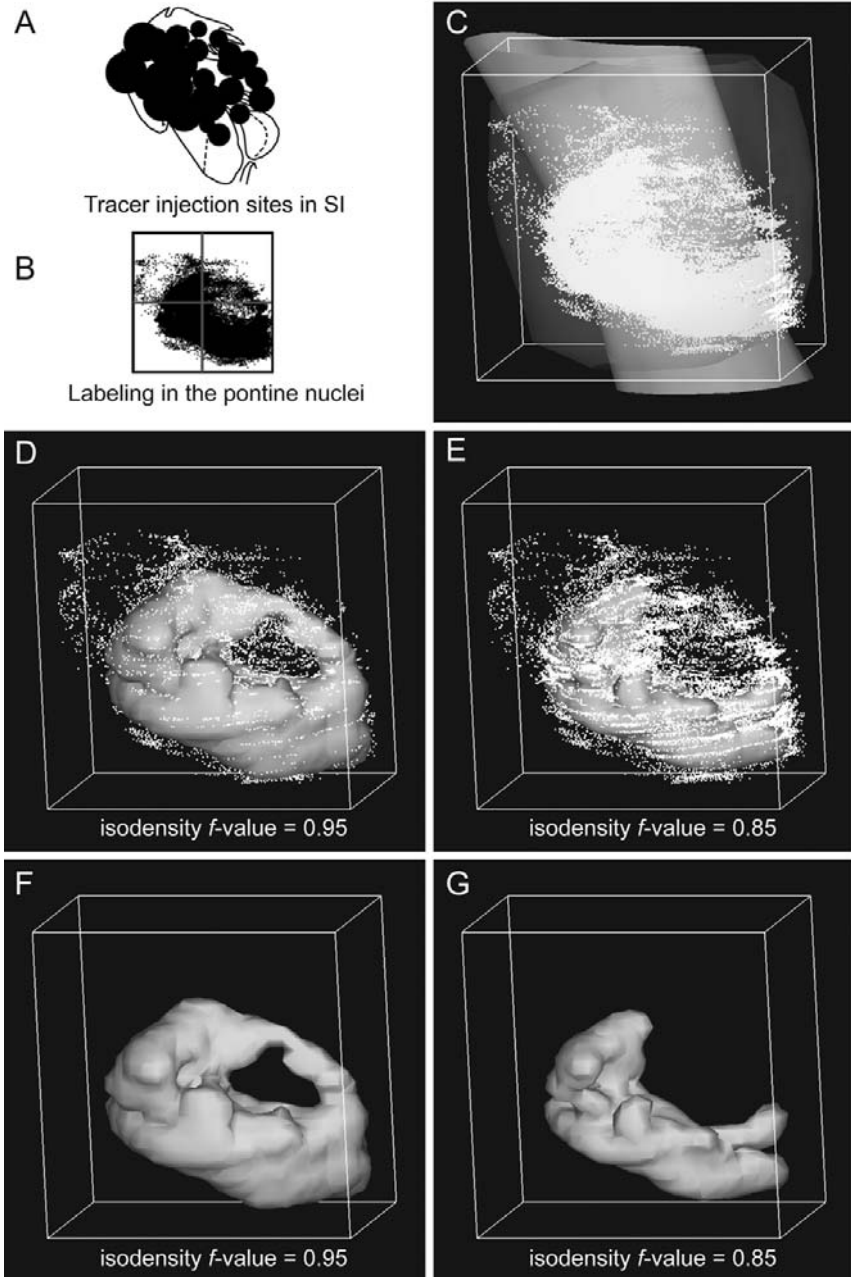 A
Tracer injection sites in SI
B
Labeling in the pontine nuclei
C
D
isodensity f-value = 0.95
E
isodensity f-value = 0.85
F
isodensity f-value = 0.95
G
isodensity f-value = 0.85